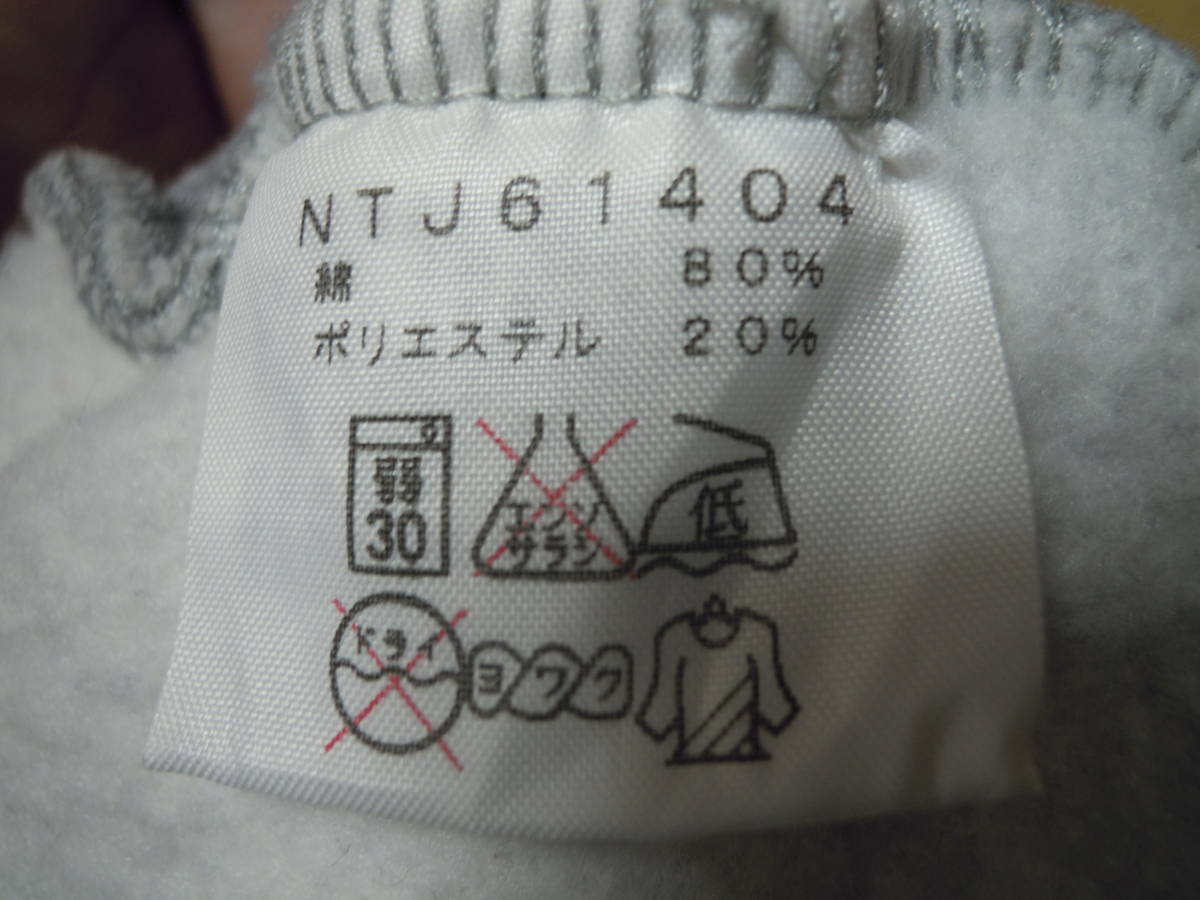 NTJ61404
綿 80%
ポリエステル 20%
弱
30
エンソ
サラシ
低
ドライ
ヨワク